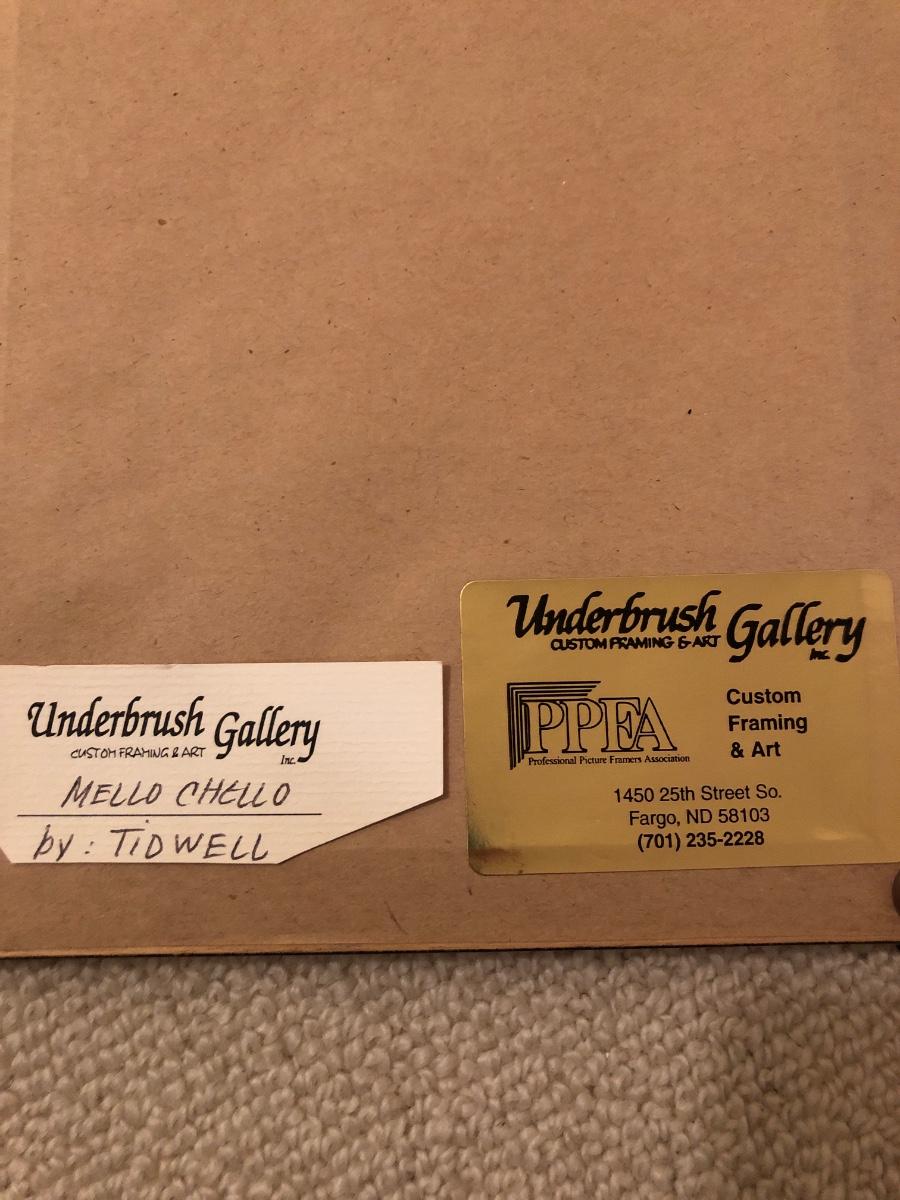 Underbrush Gallery
CUSTOM FRAMING & ART
Inc.
MELLO CHELLO
by: TIDWELL
Underbrush Gallery
CUSTOM FRAMING & ART
Inc.
PPFA
Professional Picture Framers Association
Custom
Framing
& Art
1450 25th Street So.
Fargo, ND 58103
(701) 235-2228